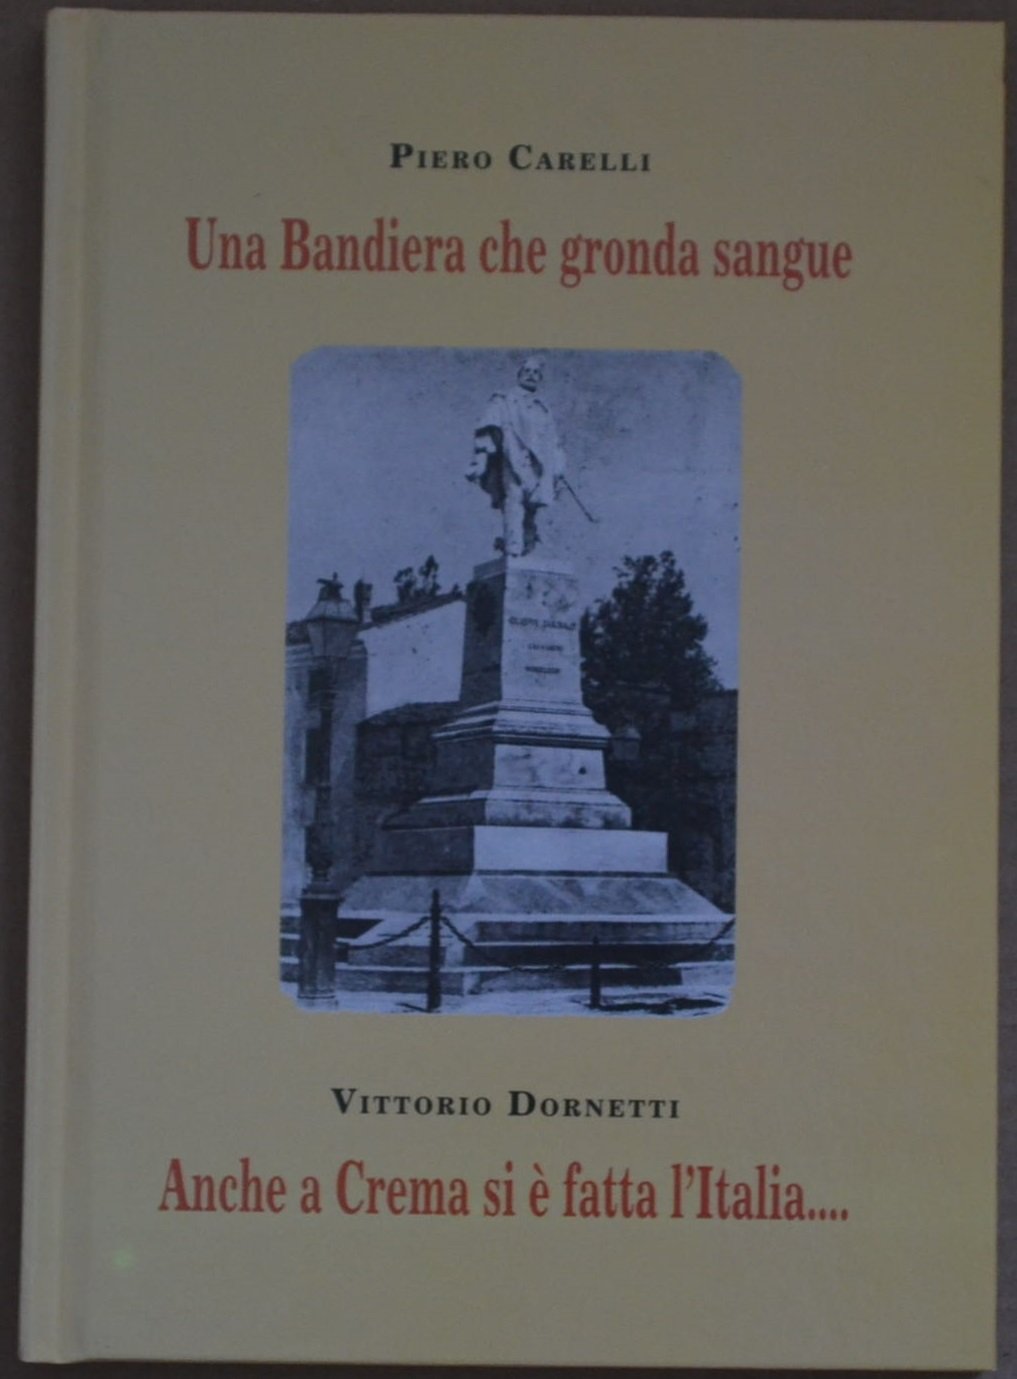 PIERO CARELLI
Una Bandiera che gronda sangue
VITTORIO DORNETTI
Anche a Crema si è fatta l'Italia....